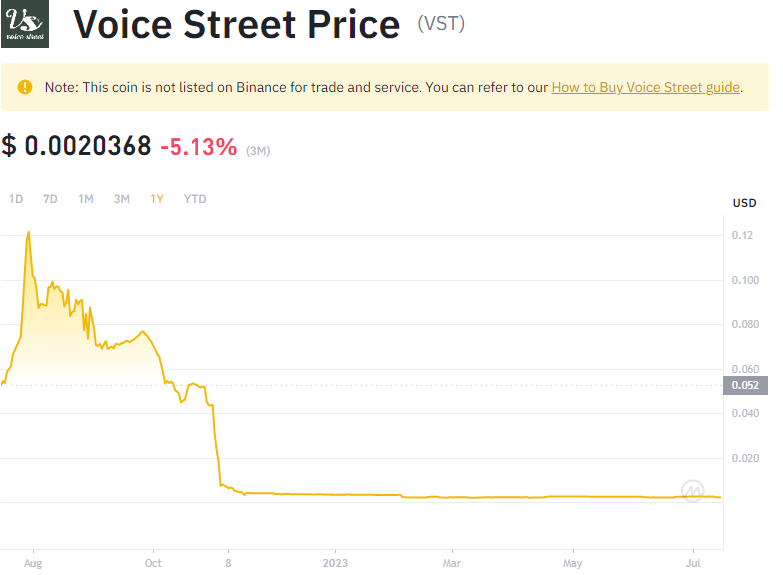 Vs
voice street
Voice Street Price (VST)
Note: This coin is not listed on Binance for trade and service. You can refer to our How to Buy Voice Street guide.
$ 0.0020368 -5.13% (3M)
1D 7D 1M 3M 1Y YTD
USD
0.12
0.100
0.080
0.060
0.052
0.040
0.020
Aug Oct 8 2023 Mar May Jul